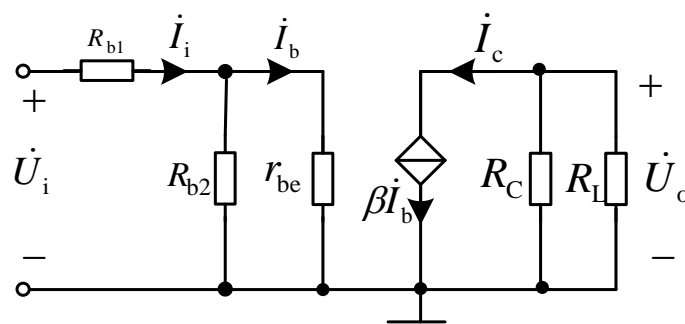 R_b1
İ_i
İ_b
İ_c
+
+
U̇_i
R_b2
r_be
βİ_b
R_C
R_L
U̇_o
−
−